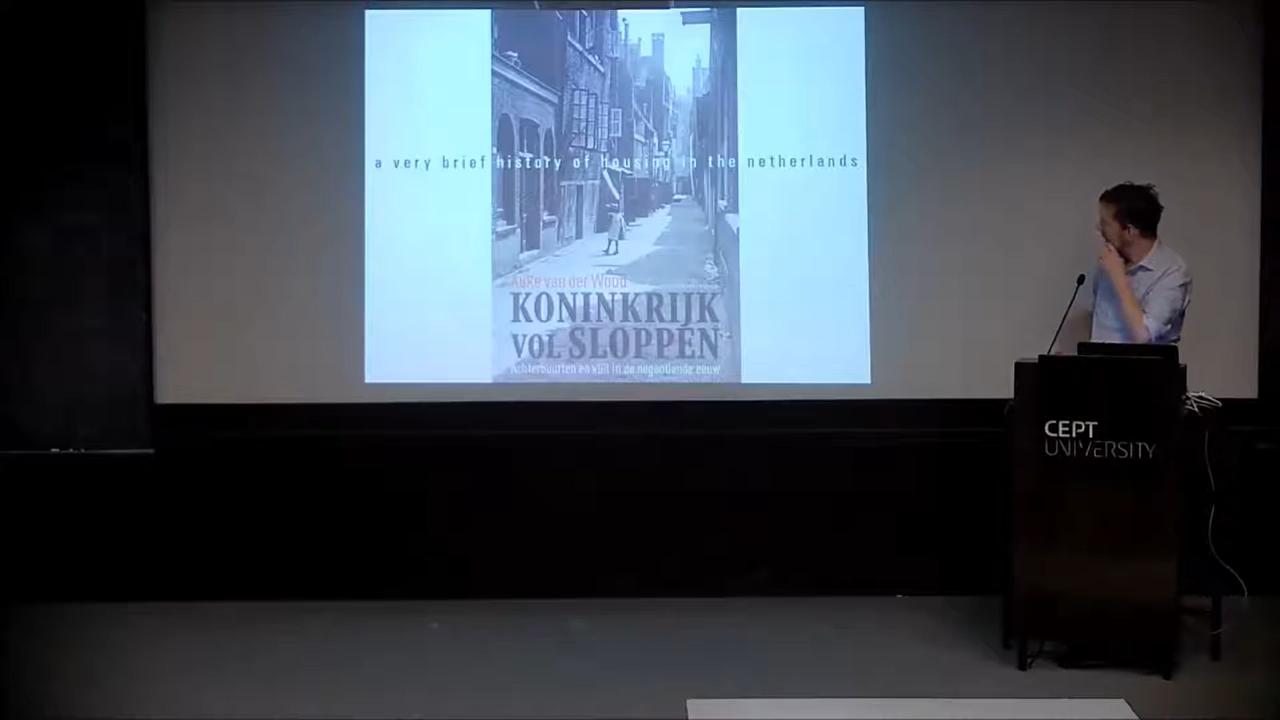 a very brief history of housing in the netherlands
Auke van der Woud
KONINKRIJK
VOL SLOPPEN
Achterbuurten en vuil in de negentiende eeuw
CEPT
UNIVERSITY